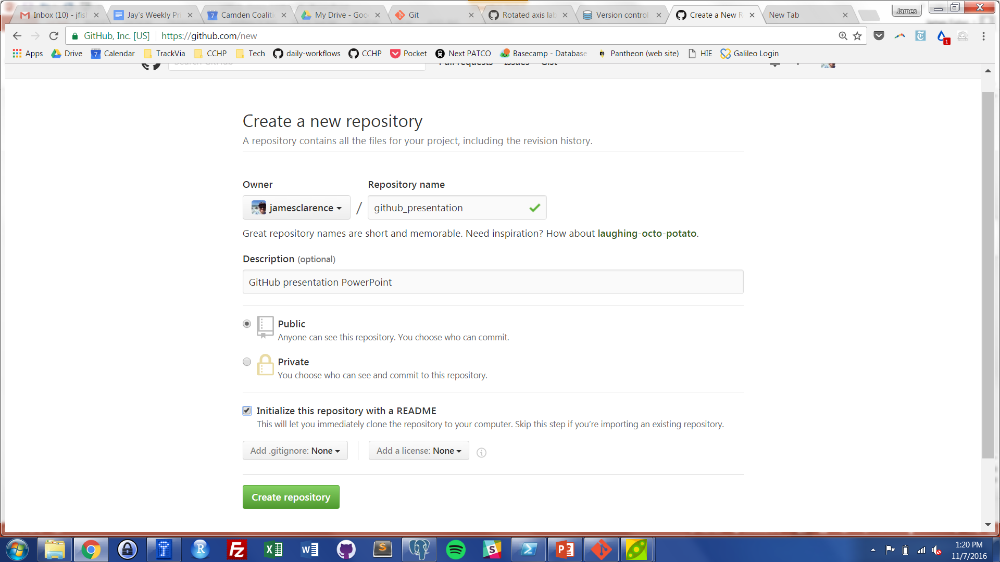 Inbox (10) - jfis
Jay's Weekly Pri
Camden Coaliti
My Drive - Goo
Git
Rotated axis lab
Version control
Create a New R
New Tab
James
GitHub, Inc. [US]
https://github.com/new
Apps
Drive
Calendar
TrackVia
CCHP
Tech
daily-workflows
CCHP
Pocket
Next PATCO
Basecamp - Database
Pantheon (web site)
HIE
Galileo Login
Search GitHub
Pull requests
Issues
Gist
Create a new repository
A repository contains all the files for your project, including the revision history.
Owner
Repository name
jamesclarence
/
github_presentation
Great repository names are short and memorable. Need inspiration? How about laughing-octo-potato.
Description (optional)
GitHub presentation PowerPoint
Public
Anyone can see this repository. You choose who can commit.
Private
You choose who can see and commit to this repository.
Initialize this repository with a README
This will let you immediately clone the repository to your computer. Skip this step if you're importing an existing repository.
Add .gitignore: None
Add a license: None
Create repository
1:20 PM
11/7/2016